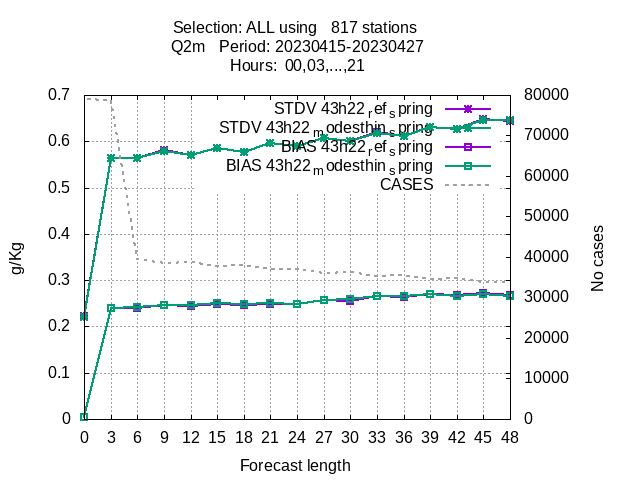 Selection: ALL using   817 stations
Q2m   Period: 20230415-20230427
Hours:  00,03,...,21
0.7
0.6
0.5
0.4
0.3
0.2
0.1
0
g/Kg
STDV 43h22_ref_spring
STDV 43h22_modesthin_spring
BIAS 43h22_ref_spring
BIAS 43h22_modesthin_spring
CASES
80000
70000
60000
50000
40000
30000
20000
10000
0
No cases
0 3 6 9 12 15 18 21 24 27 30 33 36 39 42 45 48
Forecast length